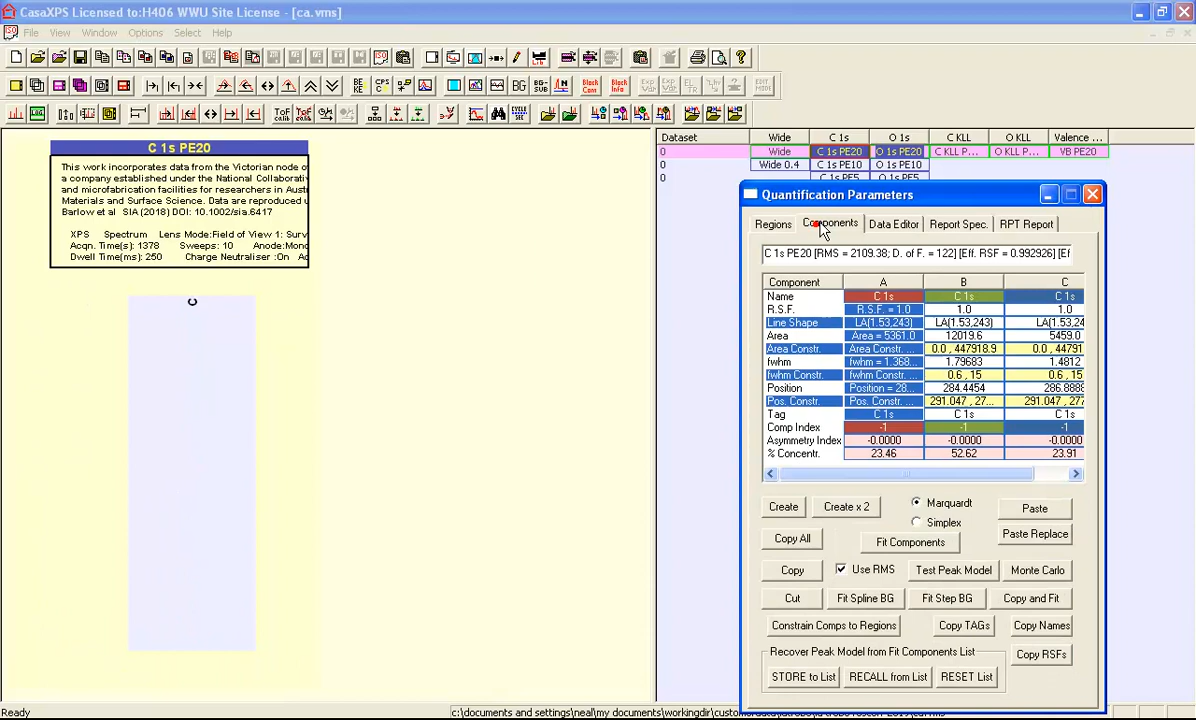 CasaXPS Licensed to:H406 WWU Site License - [ca.vms]
File View Window Options Select Help
C 1s PE20
This work incorporates data from the Victorian node o
a company established under the National Collaborati
and microfabrication facilities for researchers in Aust
Materials and Surface Science. Data are reproduced u
Barlow et al SIA (2018) DOI: 10.1002/sia.6417
XPS Spectrum Lens Mode:Field of View 1: Surv
Acqn. Time(s): 1378 Sweeps: 10 Anode:Mono
Dwell Time(ms): 250 Charge Neutraliser :On Ac
C
Dataset Wide C 1s O 1s C KLL O KLL Valence ...
0 Wide C 1s PE20 O 1s PE20 C KLL P... O KLL P... VB PE20
0 Wide 0.4 C 1s PE10 O 1s PE10
0 C 1s PE5 O 1s PE5
Quantification Parameters
Regions Components Data Editor Report Spec. RPT Report
C 1s PE20 [RMS = 2109.38; D. of F. = 122] [Eff. RSF = 0.992926] [Ef
Component A B C
Name C 1s C 1s C 1s
R.S.F. R.S.F. = 1.0 1.0 1.0
Line Shape LA(1.53,243) LA(1.53,243) LA(1.53,24
Area Area = 5361.0 12019.6 5459.0
Area Constr. Area Constr. ... 0.0 , 447918.9 0.0 , 44791
fwhm fwhm = 1.368... 1.79683 1.4812
fwhm Constr. fwhm Constr. ... 0.6 , 15 0.6 , 15
Position Position = 28... 284.4454 286.8888
Pos. Constr. Pos. Constr. ... 291.047 , 27... 291.047 , 27
Tag C 1s C 1s C 1s
Comp Index -1 -1 -1
Asymmetry Index -0.0000 -0.0000 -0.0000
% Concentr. 23.46 52.62 23.91
Create Create x 2 Marquardt Paste
Simplex
Copy All Fit Components Paste Replace
Copy Use RMS Test Peak Model Monte Carlo
Cut Fit Spline BG Fit Step BG Copy and Fit
Constrain Comps to Regions Copy TAGs Copy Names
Recover Peak Model from Fit Components List Copy RSFs
STORE to List RECALL from List RESET List
Ready